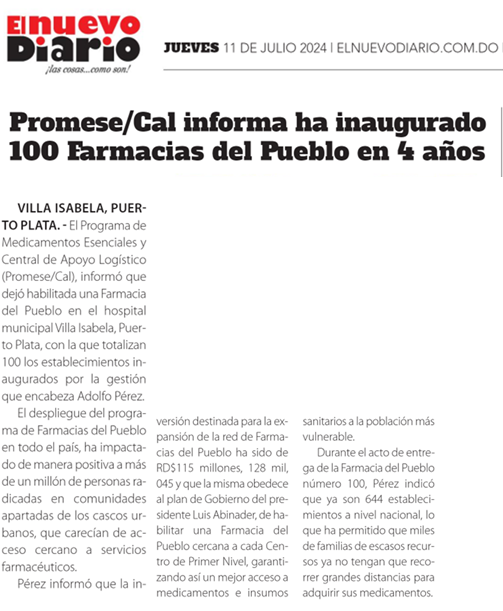 El nuevo
Diario
¡las cosas...como son!
JUEVES 11 DE JULIO 2024 | ELNUEVODIARIO.COM.DO
Promese/Cal informa ha inaugurado
100 Farmacias del Pueblo en 4 años
VILLA ISABELA, PUER-
TO PLATA. - El Programa de
Medicamentos Esenciales y
Central de Apoyo Logístico
(Promese/Cal), informó que
dejó habilitada una Farmacia
del Pueblo en el hospital
municipal Villa Isabela, Puer-
to Plata, con la que totalizan
100 los establecimientos in-
augurados por la gestión
que encabeza Adolfo Pérez.
El despliegue del progra-
ma de Farmacias del Pueblo
en todo el país, ha impacta-
do de manera positiva a más
de un millón de personas ra-
dicadas en comunidades
apartadas de los cascos ur-
banos, que carecían de ac-
ceso cercano a servicios
farmacéuticos.
Pérez informó que la in-
versión destinada para la ex-
pansión de la red de Farma-
cias del Pueblo ha sido de
RD$115 millones, 128 mil,
045 y que la misma obedece
al plan de Gobierno del pre-
sidente Luis Abinader, de ha-
bilitar una Farmacia del
Pueblo cercana a cada Cen-
tro de Primer Nivel, garanti-
zando así un mejor acceso a
medicamentos e insumos
sanitarios a la población más
vulnerable.
Durante el acto de entre-
ga de la Farmacia del Pueblo
número 100, Pérez indicó
que ya son 644 estableci-
mientos a nivel nacional, lo
que ha permitido que miles
de familias de escasos recur-
sos ya no tengan que reco-
rrer grandes distancias para
adquirir sus medicamentos.